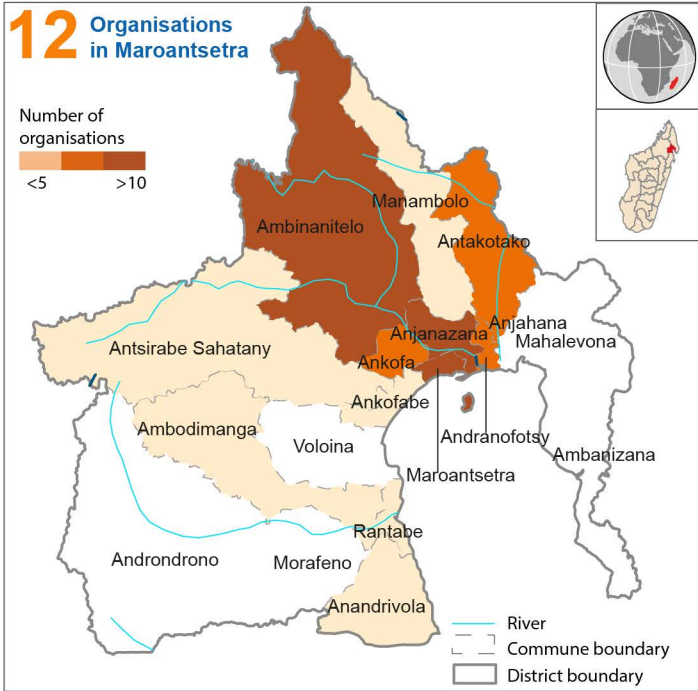 12 Organisations
in Maroantsetra
Number of
organisations
<5 >10
Manambolo
Ambinanitelo
Antakotako
Anjahana
Anjanazana
Mahalevona
Antsirabe Sahatany
Ankofa
Ankofabe
Ambodimanga
Andranofotsy
Voloina
Ambanizana
Maroantsetra
Rantabe
Androndrono
Morafeno
Anandrivola
River
Commune boundary
District boundary